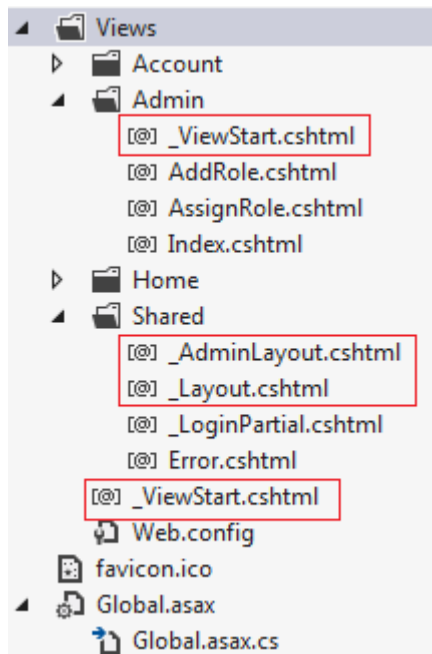 Views
Account
Admin
[@] _ViewStart.cshtml
[@] AddRole.cshtml
[@] AssignRole.cshtml
[@] Index.cshtml
Home
Shared
[@] _AdminLayout.cshtml
[@] _Layout.cshtml
[@] _LoginPartial.cshtml
[@] Error.cshtml
[@] _ViewStart.cshtml
Web.config
favicon.ico
Global.asax
Global.asax.cs